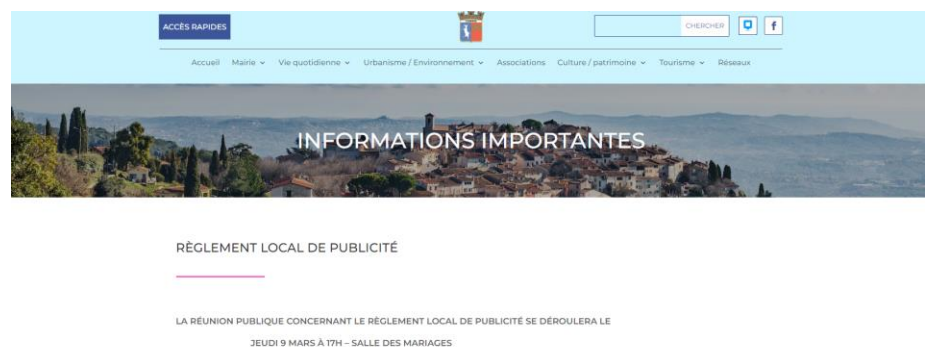 ACCÈS RAPIDES
CHERCHER
f
Accueil Mairie Vie quotidienne Urbanisme / Environnement Associations Culture / patrimoine Tourisme Réseaux
INFORMATIONS IMPORTANTES
RÈGLEMENT LOCAL DE PUBLICITÉ
LA RÉUNION PUBLIQUE CONCERNANT LE RÈGLEMENT LOCAL DE PUBLICITÉ SE DÉROULERA LE
JEUDI 9 MARS À 17H – SALLE DES MARIAGES